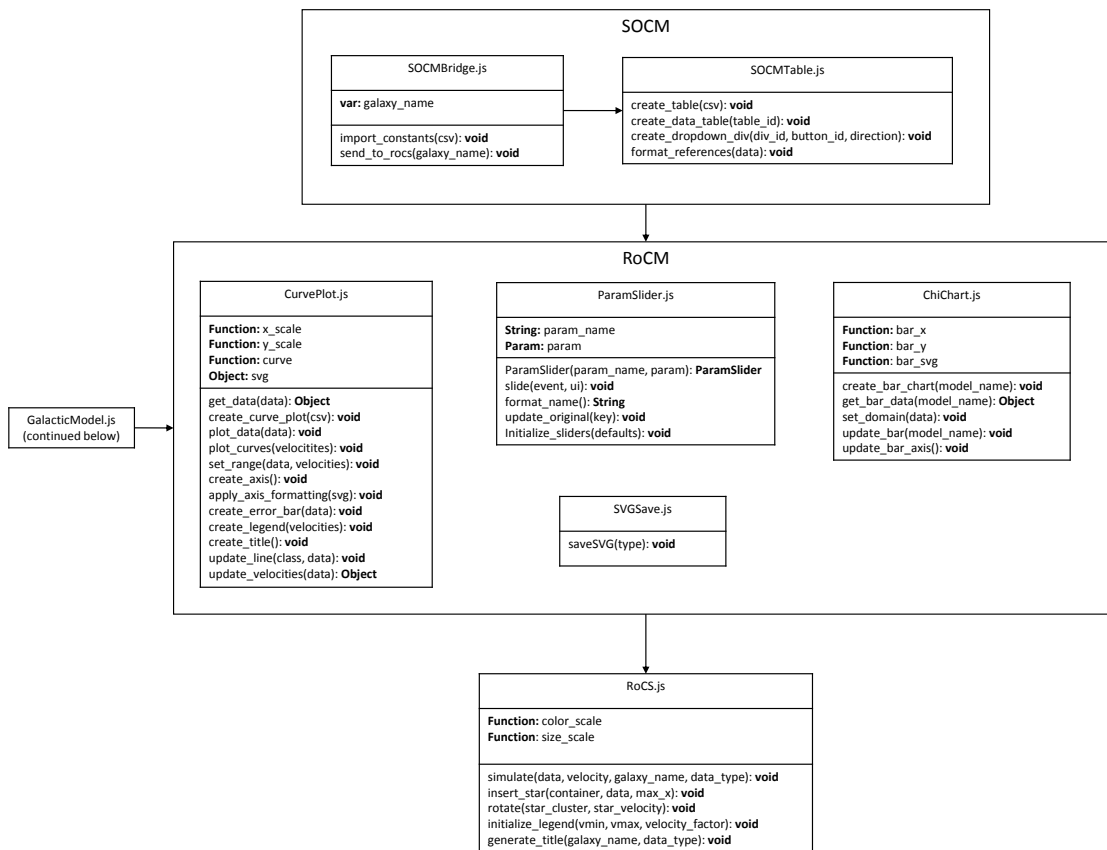 SOCM
SOCMBridge.js
var: galaxy_name
import_constants(csv): void
send_to_rocs(galaxy_name): void
SOCMTable.js
create_table(csv): void
create_data_table(table_id): void
create_dropdown_div(div_id, button_id, direction): void
format_references(data): void
RoCM
CurvePlot.js
Function: x_scale
Function: y_scale
Function: curve
Object: svg
get_data(data): Object
create_curve_plot(csv): void
plot_data(data): void
plot_curves(velocitites): void
set_range(data, velocities): void
create_axis(): void
apply_axis_formatting(svg): void
create_error_bar(data): void
create_legend(velocities): void
create_title(): void
update_line(class, data): void
update_velocities(data): Object
ParamSlider.js
String: param_name
Param: param
ParamSlider(param_name, param): ParamSlider
slide(event, ui): void
format_name(): String
update_original(key): void
Initialize_sliders(defaults): void
ChiChart.js
Function: bar_x
Function: bar_y
Function: bar_svg
create_bar_chart(model_name): void
get_bar_data(model_name): Object
set_domain(data): void
update_bar(model_name): void
update_bar_axis(): void
GalacticModel.js
(continued below)
SVGSave.js
saveSVG(type): void
RoCS.js
Function: color_scale
Function: size_scale
simulate(data, velocity, galaxy_name, data_type): void
insert_star(container, data, max_x): void
rotate(star_cluster, star_velocity): void
initialize_legend(vmin, vmax, velocity_factor): void
generate_title(galaxy_name, data_type): void